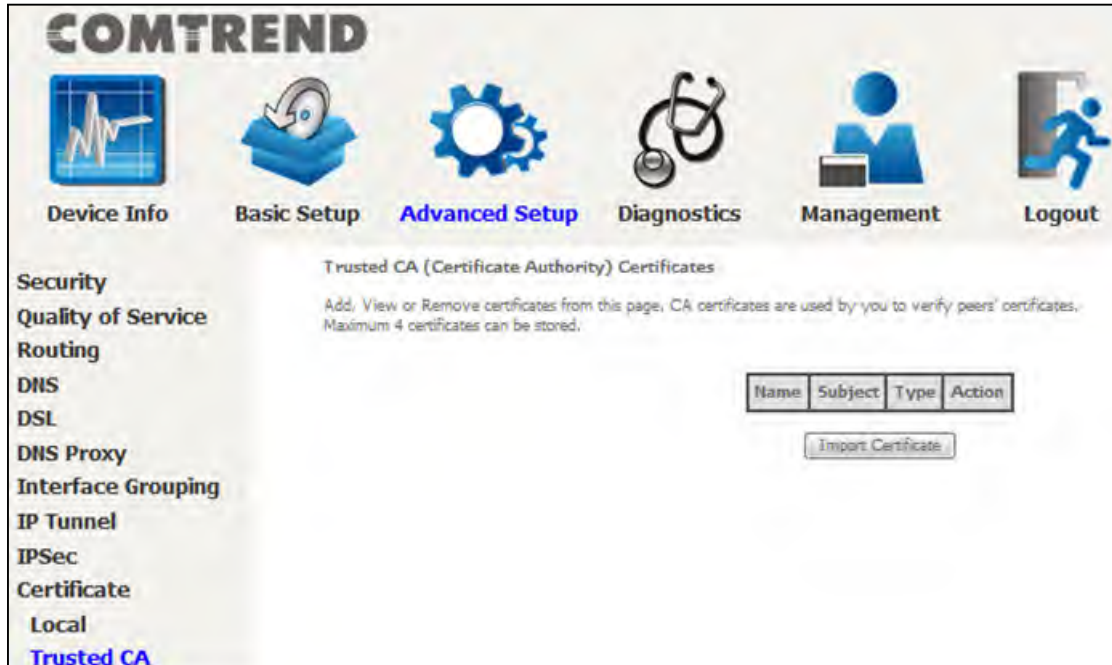 COMTREND
Device Info
Basic Setup
Advanced Setup
Diagnostics
Management
Logout
Security
Quality of Service
Routing
DNS
DSL
DNS Proxy
Interface Grouping
IP Tunnel
IPSec
Certificate
Local
Trusted CA
Trusted CA (Certificate Authority) Certificates
Add, View or Remove certificates from this page. CA certificates are used by you to verify peers' certificates.
Maximum 4 certificates can be stored.
Name Subject Type Action
Import Certificate